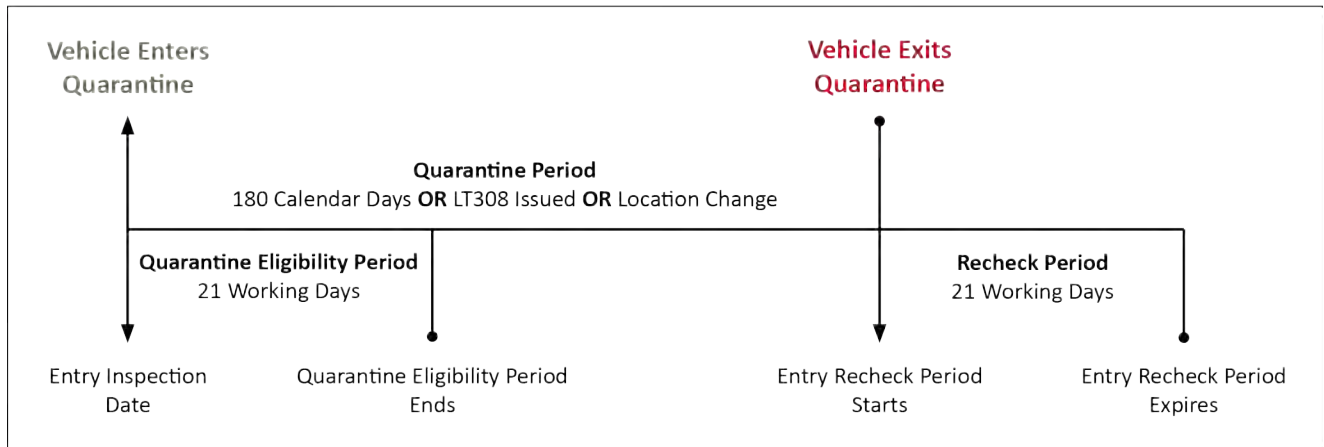 Vehicle Enters
Quarantine
Vehicle Exits
Quarantine
Quarantine Period
180 Calendar Days OR LT308 Issued OR Location Change
Quarantine Eligibility Period
21 Working Days
Recheck Period
21 Working Days
Entry Inspection
Date
Quarantine Eligibility Period
Ends
Entry Recheck Period
Starts
Entry Recheck Period
Expires